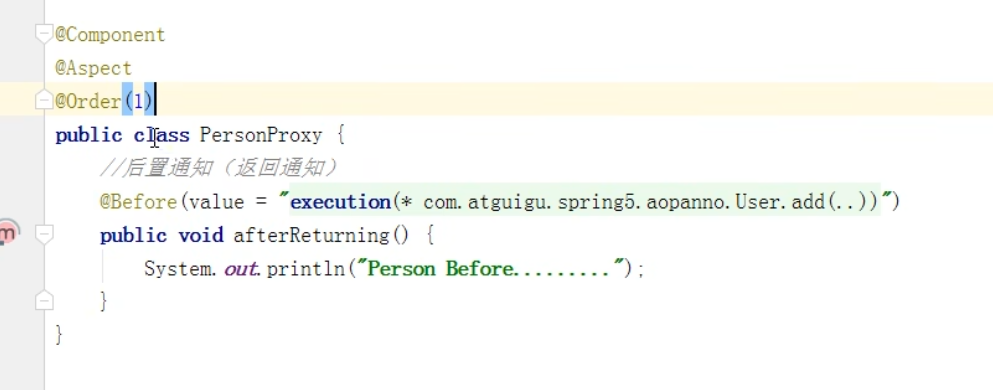 @Component
@Aspect
@Order(1)
public class PersonProxy {
//后置通知（返回通知）
@Before(value = "execution(* com.atguigu.spring5.aopanno.User.add(..))")
public void afterReturning() {
System.out.println("Person Before.........");
}
}
m